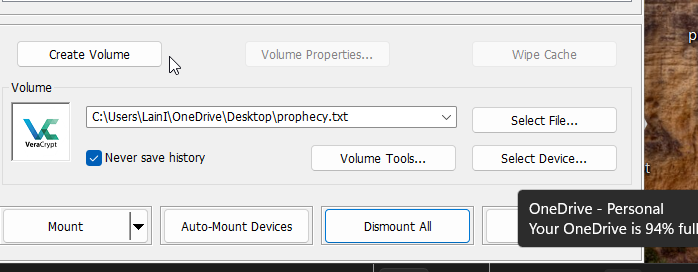 p
Create Volume
Volume Properties...
Wipe Cache
Volume
VeraCrypt
C:\Users\LainI\OneDrive\Desktop\prophecy.txt
Select File...
Never save history
Volume Tools...
Select Device...
t
OneDrive - Personal
Your OneDrive is 94% full
Mount
Auto-Mount Devices
Dismount All